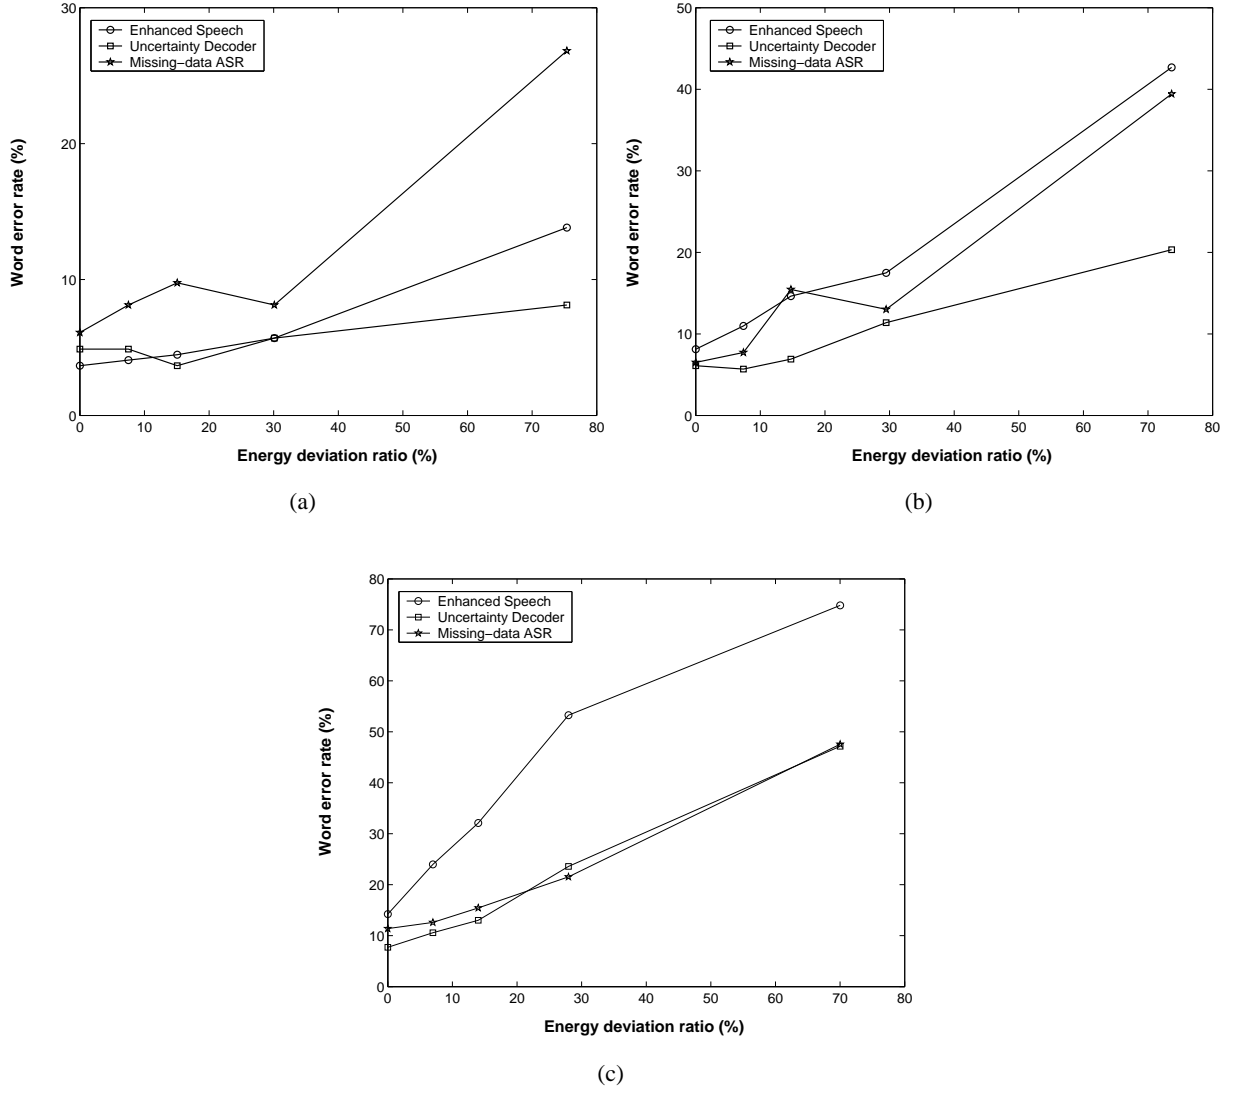 30
20
10
0
Word error rate (%)
Enhanced Speech
Uncertainty Decoder
Missing−data ASR
0 10 20 30 40 50 60 70 80
Energy deviation ratio (%)
(a)
50
40
30
20
10
0
Word error rate (%)
Enhanced Speech
Uncertainty Decoder
Missing−data ASR
0 10 20 30 40 50 60 70 80
Energy deviation ratio (%)
(b)
80
70
60
50
40
30
20
10
0
Word error rate (%)
Enhanced Speech
Uncertainty Decoder
Missing−data ASR
0 10 20 30 40 50 60 70 80
Energy deviation ratio (%)
(c)